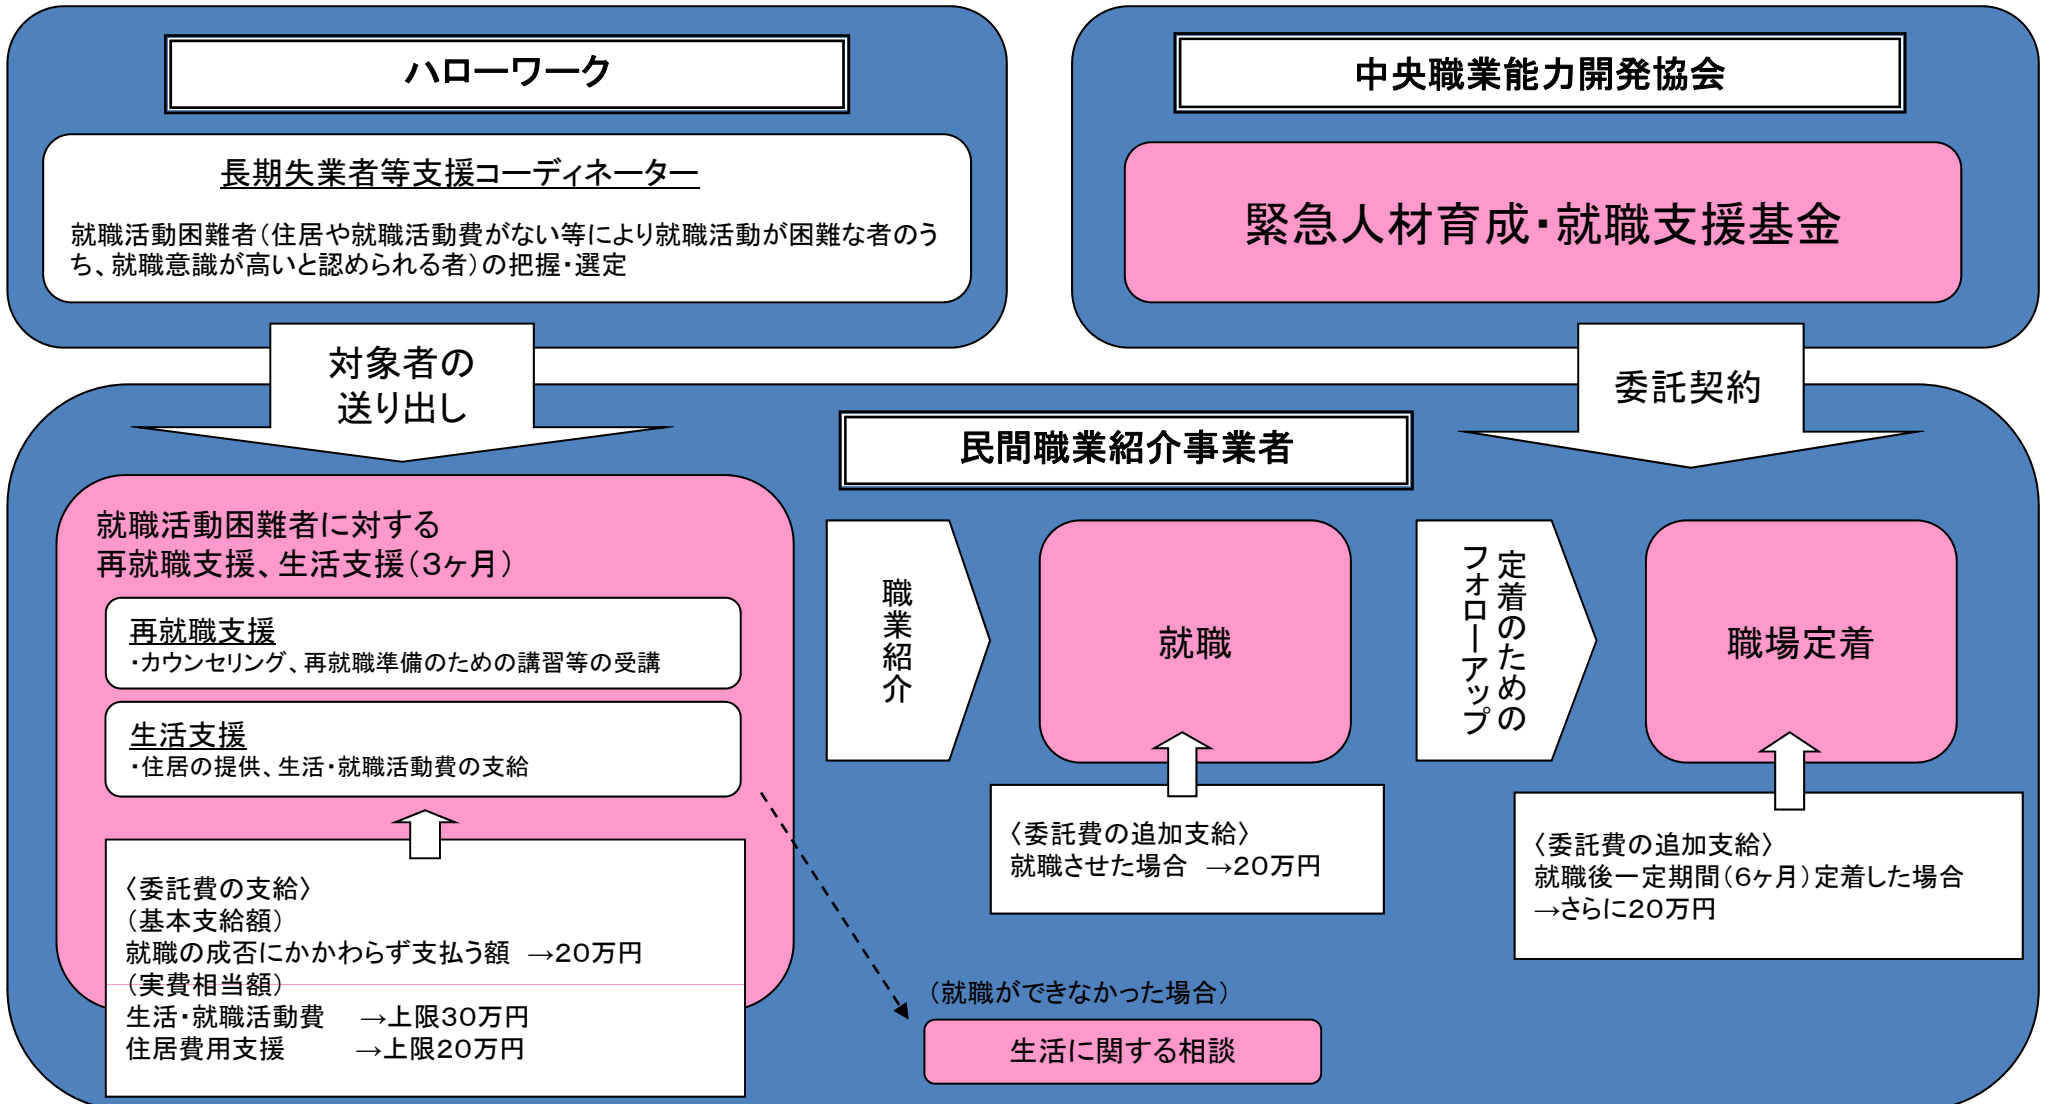 ハローワーク
長期失業者等支援コーディネーター
就職活動困難者（住居や就職活動費がない等により就職活動が困難な者のう
ち、就職意識が高いと認められる者）の把握・選定
中央職業能力開発協会
緊急人材育成・就職支援基金
対象者の
送り出し
委託契約
民間職業紹介事業者
就職活動困難者に対する
再就職支援、生活支援（３ヶ月）
再就職支援
・カウンセリング、再就職準備のための講習等の受講
生活支援
・住居の提供、生活・就職活動費の支給
〈委託費の支給〉
（基本支給額）
就職の成否にかかわらず支払う額　→２０万円
（実費相当額）
生活・就職活動費　→上限３０万円
住居費用支援　　　→上限２０万円
職業紹介
就職
〈委託費の追加支給〉
就職させた場合　→２０万円
定着のための
フォローアップ
職場定着
〈委託費の追加支給〉
就職後一定期間（６ヶ月）定着した場合
→さらに２０万円
（就職ができなかった場合）
生活に関する相談